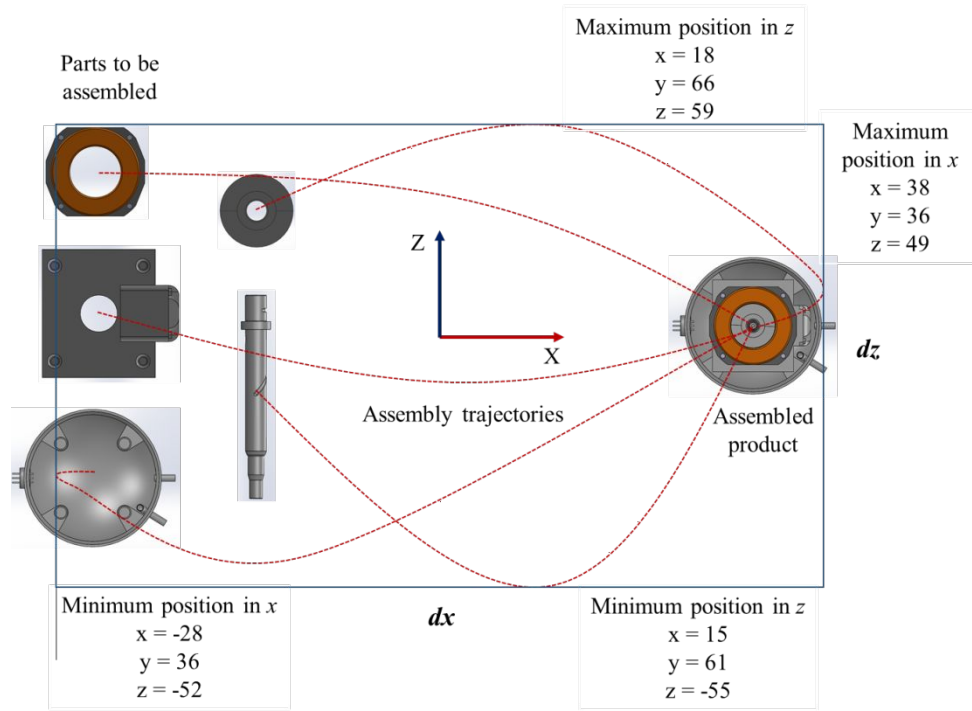 Parts to be
assembled
Maximum position in z
x = 18
y = 66
z = 59
Maximum
position in x
x = 38
y = 36
z = 49
Z
X
dz
Assembly trajectories
Assembled
product
Minimum position in x
x = -28
y = 36
z = -52
dx
Minimum position in z
x = 15
y = 61
z = -55